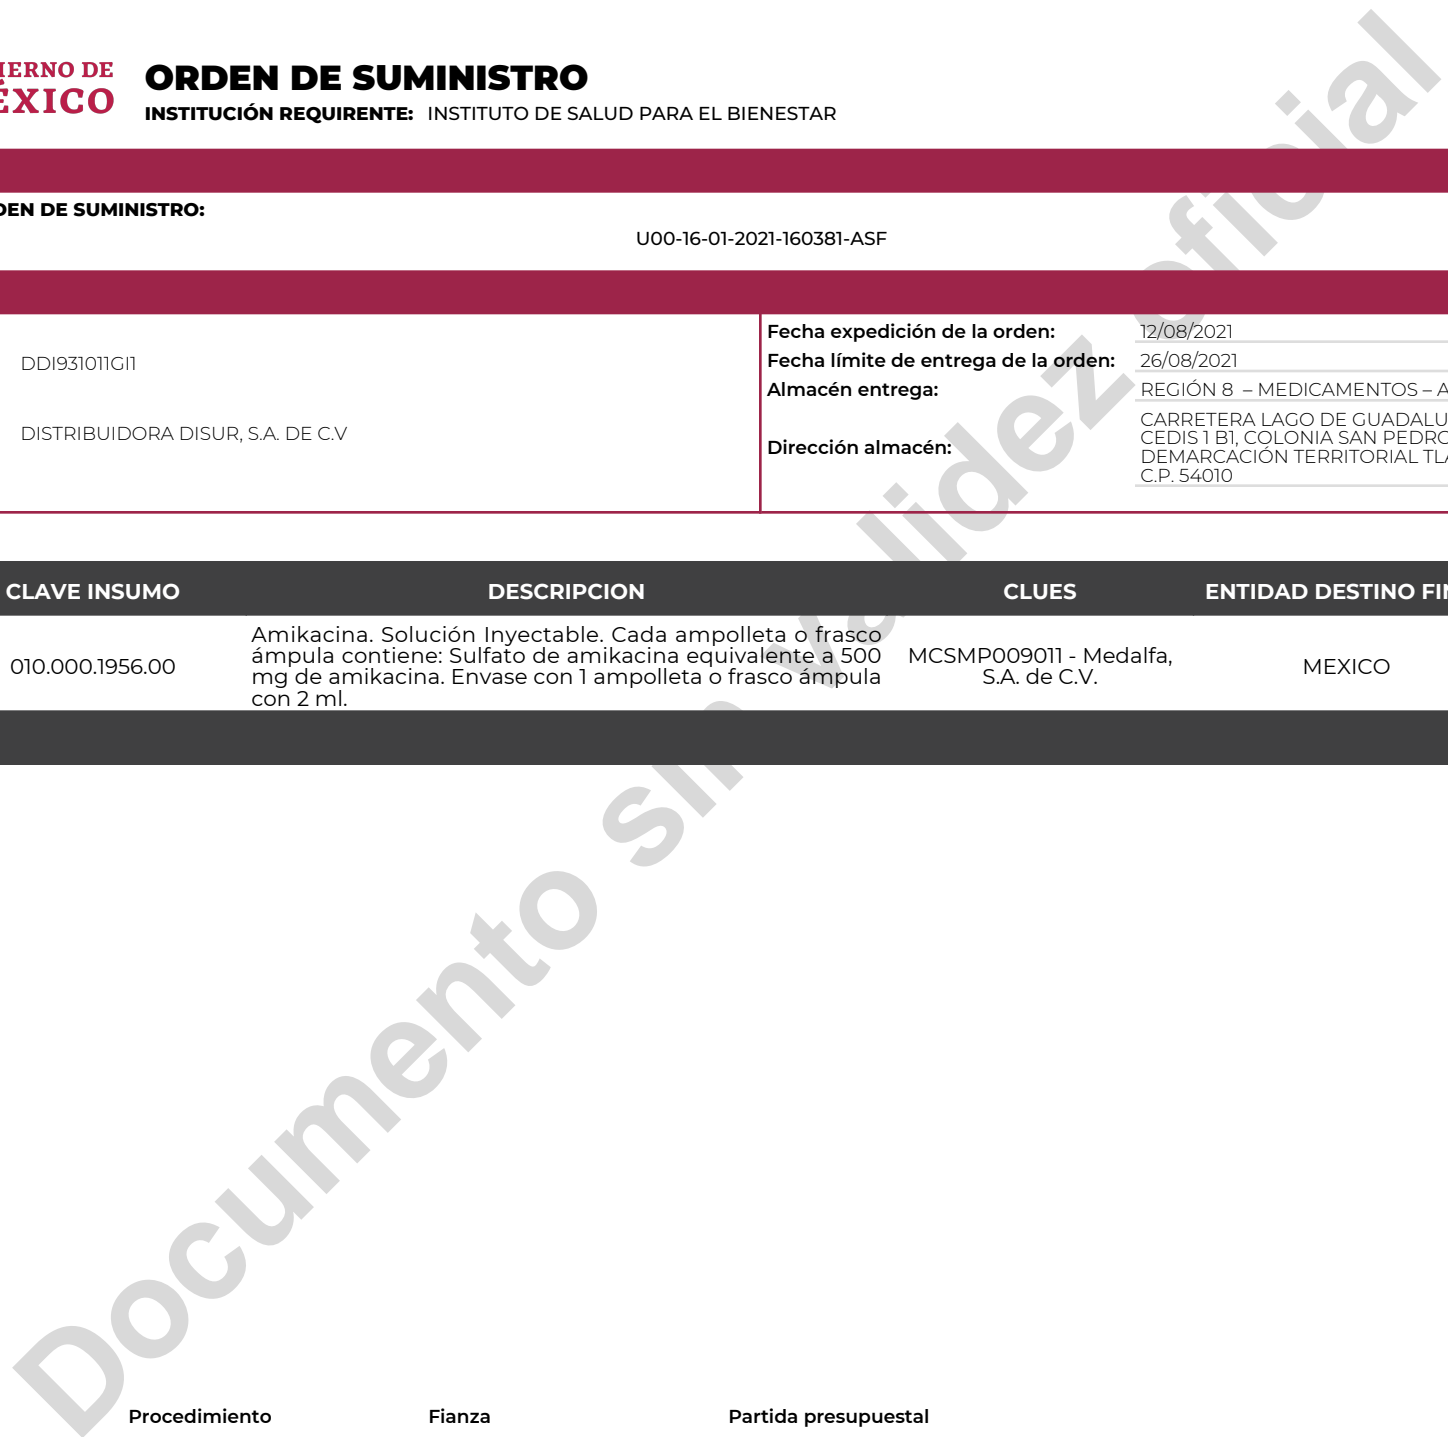 IERNO DE
ÉXICO
ORDEN DE SUMINISTRO
INSTITUCIÓN REQUIRENTE: INSTITUTO DE SALUD PARA EL BIENESTAR
DEN DE SUMINISTRO:
U00-16-01-2021-160381-ASF
DDI931011GI1
DISTRIBUIDORA DISUR, S.A. DE C.V
Fecha expedición de la orden: 12/08/2021
Fecha límite de entrega de la orden: 26/08/2021
Almacén entrega: REGIÓN 8 – MEDICAMENTOS – A
Dirección almacén:
CARRETERA LAGO DE GUADALU
CEDIS 1 B1, COLONIA SAN PEDRO
DEMARCACIÓN TERRITORIAL TLA
C.P. 54010
CLAVE INSUMO DESCRIPCION CLUES ENTIDAD DESTINO FIN
010.000.1956.00
Amikacina. Solución Inyectable. Cada ampolleta o frasco
ámpula contiene: Sulfato de amikacina equivalente a 500
mg de amikacina. Envase con 1 ampolleta o frasco ámpula
con 2 ml.
MCSMP009011 - Medalfa,
S.A. de C.V.
MEXICO
Documento sin validez oficial
Procedimiento Fianza Partida presupuestal